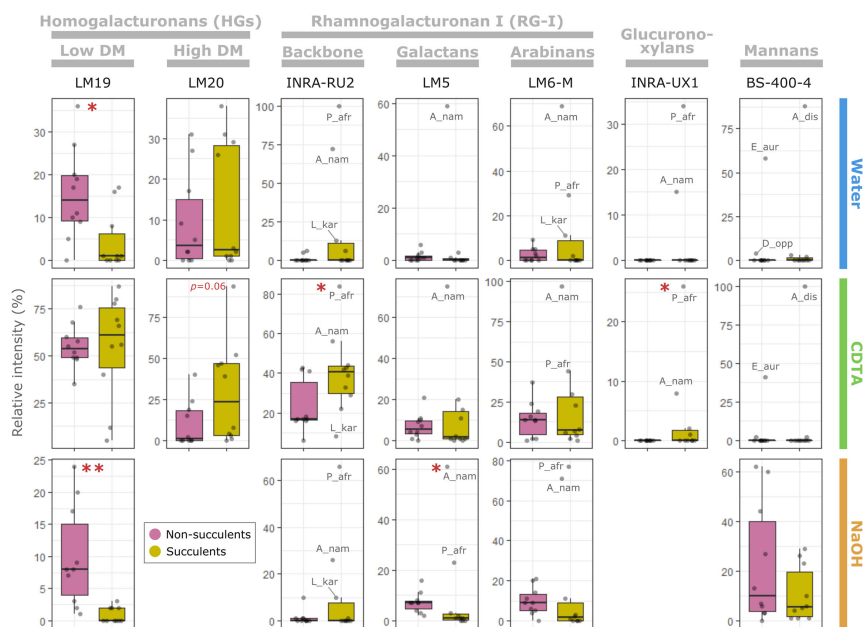 Homogalacturonans (HGs)
Rhamnogalacturonan I (RG-I)
Low DM
High DM
Backbone
Galactans
Arabinans
Glucurono-
xylans
Mannans
LM19
LM20
INRA-RU2
LM5
LM6-M
INRA-UX1
BS-400-4
Relative intensity (%)
Water
30
20
10
0
*
40
30
20
10
0
100
75
50
25
0
P_afr
A_nam
L_kar
60
40
20
0
A_nam
60
40
20
0
A_nam
P_afr
L_kar
30
20
10
0
P_afr
A_nam
75
50
25
0
A_dis
E_aur
D_opp
CDTA
75
50
25
75
50
25
0
p=0.06
80
60
40
20
0
*
P_afr
A_nam
L_kar
75
50
25
0
A_nam
100
75
50
25
0
A_nam
P_afr
20
10
0
*
P_afr
A_nam
100
75
50
25
0
A_dis
E_aur
NaOH
25
20
15
10
5
0
**
Non-succulents
Succulents
60
40
20
0
P_afr
A_nam
L_kar
60
40
20
0
*
A_nam
P_afr
80
60
40
20
0
P_afr
A_nam
60
40
20
0